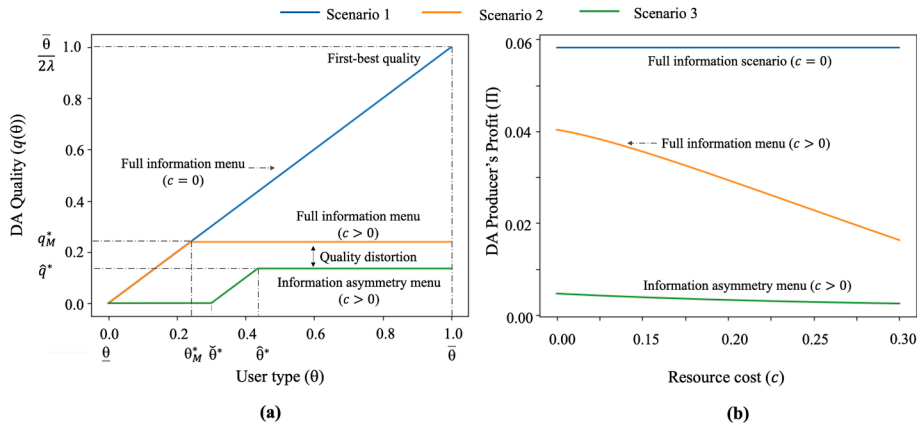 Scenario 1 Scenario 2 Scenario 3
θ̅
2λ
1.0
0.8
0.6
0.4
q*M
0.2
q̂*
0.0
DA Quality (q(θ))
First-best quality
Full information menu
(c = 0)
Full information menu
(c > 0)
Quality distortion
Information asymmetry menu
(c > 0)
0.0 0.2 0.4 0.6 0.8 1.0
θ̲ θ*M θ̌* θ̂* θ̅
User type (θ)
(a)
0.06
0.04
0.02
0.00
DA Producer's Profit (Π)
Full information scenario (c = 0)
Full information menu (c > 0)
Information asymmetry menu (c > 0)
0.00 0.15 0.20 0.25 0.30
Resource cost (c)
(b)